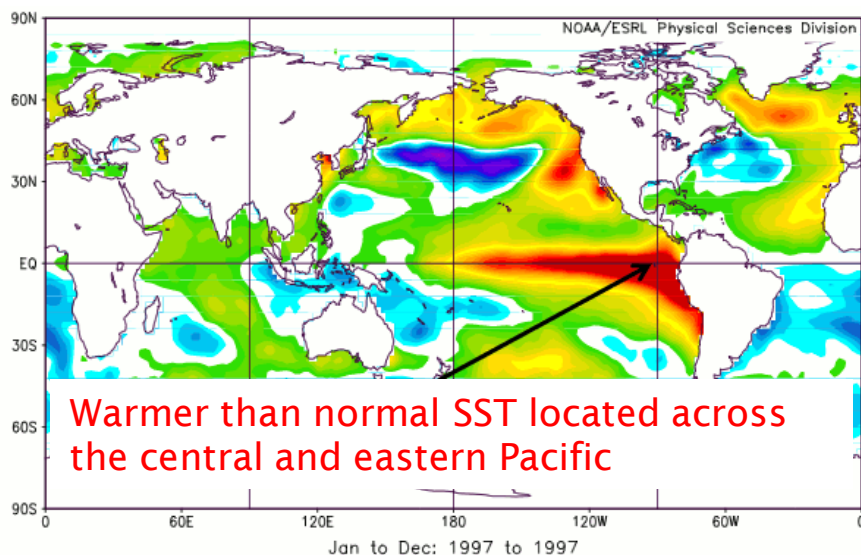 NOAA/ESRL Physical Sciences Division
90N
60N
30N
EQ
30S
60S
90S
Warmer than normal SST located across
the central and eastern Pacific
0 60E 120E 180 120W 60W 0
Jan to Dec: 1997 to 1997